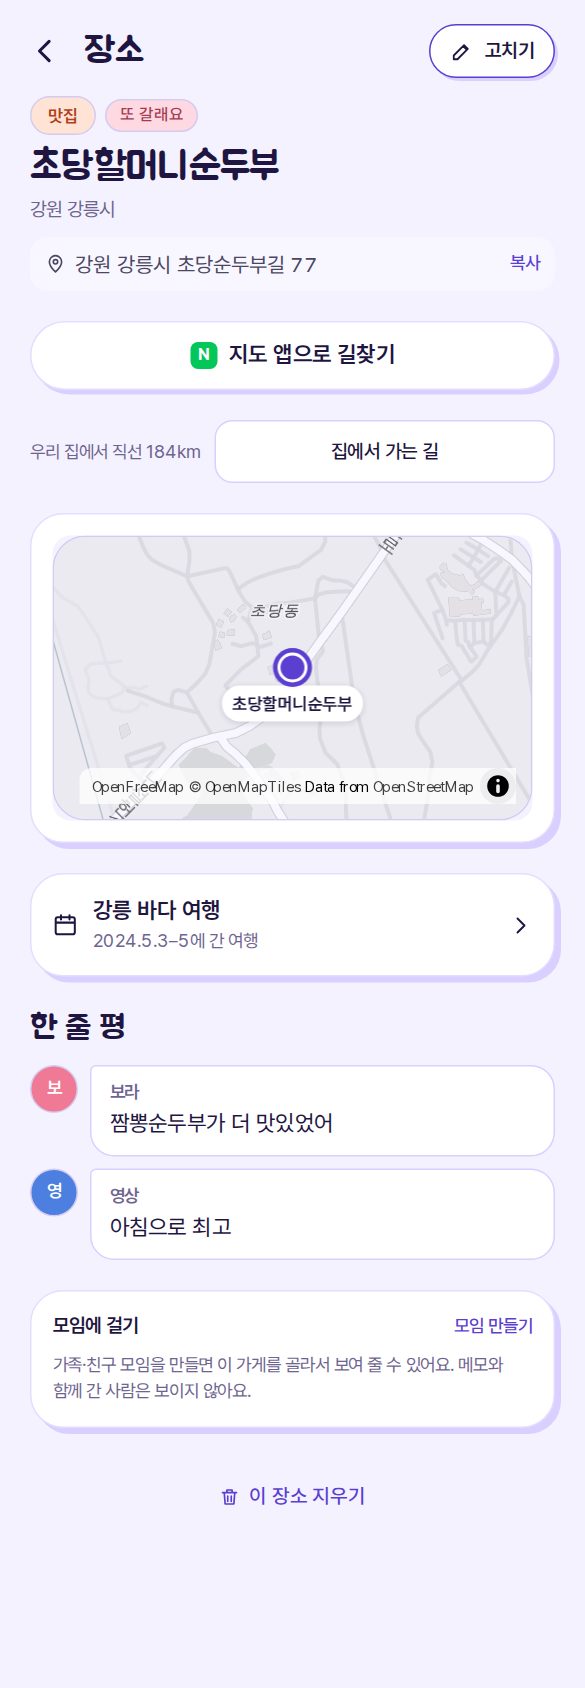 장소
고치기
맛집
또 갈래요
초당할머니순두부
강원 강릉시
강원 강릉시 초당순두부길 77
복사
N 지도 앱으로 길찾기
우리 집에서 직선 184km
집에서 가는 길
초당동
초당할머니순두부
OpenFreeMap © OpenMapTiles Data from OpenStreetMap
강릉 바다 여행
2024.5.3–5에 간 여행
한 줄 평
보
보라
짬뽕순두부가 더 맛있었어
영
영상
아침으로 최고
모임에 걸기
모임 만들기
가족·친구 모임을 만들면 이 가게를 골라서 보여 줄 수 있어요. 메모와
함께 간 사람은 보이지 않아요.
이 장소 지우기